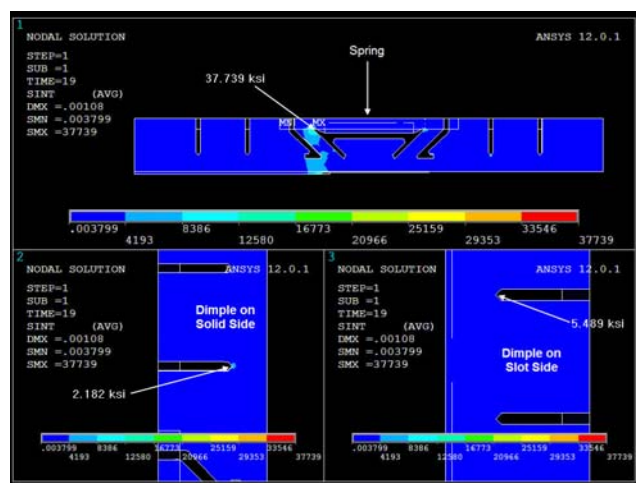 1
NODAL SOLUTION
ANSYS 12.0.1
STEP=1
SUB =1
TIME=19
SINT (AVG)
DMX =.00108
SMN =.003799
SMX =37739
Spring
37.739 ksi
MN MX
.003799 8386 16773 25159 33546
4193 12580 20966 29353 37739
2
NODAL SOLUTION
ANSYS 12.0.1
STEP=1
SUB =1
TIME=19
SINT (AVG)
DMX =.00108
SMN =.003799
SMX =37739
Dimple on
Solid Side
2.182 ksi
.003799 8386 16773 25159 33546
4193 12580 20966 29353 37739
3
NODAL SOLUTION
ANSYS 12.0.1
STEP=1
SUB =1
TIME=19
SINT (AVG)
DMX =.00108
SMN =.003799
SMX =37739
5.489 ksi
Dimple on
Slot Side
.003799 8386 16773 25159 33546
4193 12580 20966 29353 37739